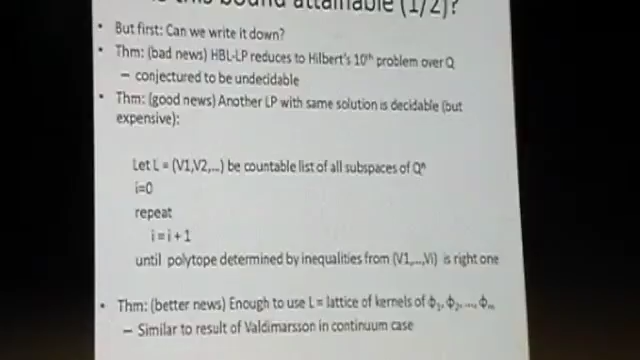 this bound attainable (1/2)?
• But first: Can we write it down?
• Thm: (bad news) HBL-LP reduces to Hilbert's 10th problem over Q
– conjectured to be undecidable
• Thm: (good news) Another LP with same solution is decidable (but
expensive):
Let L = (V1,V2,...) be countable list of all subspaces of Qⁿ
i=0
repeat
i = i + 1
until polytope determined by inequalities from (V1,...,Vi) is right one
• Thm: (better news) Enough to use L = lattice of kernels of Φ₁, Φ₂, ..., Φₘ
– Similar to result of Valdimarsson in continuum case